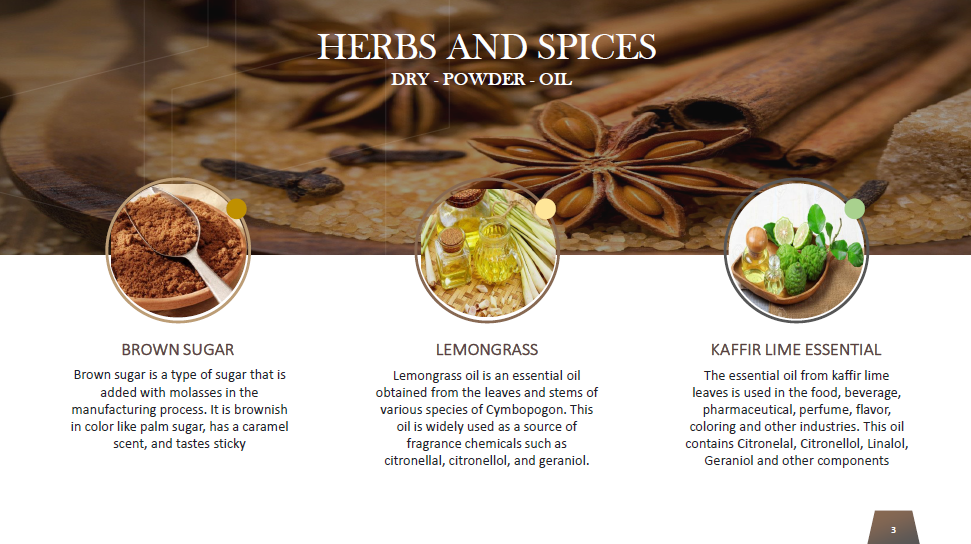 HERBS AND SPICES
DRY - POWDER - OIL
BROWN SUGAR
Brown sugar is a type of sugar that is
added with molasses in the
manufacturing process. It is brownish
in color like palm sugar, has a caramel
scent, and tastes sticky
LEMONGRASS
Lemongrass oil is an essential oil
obtained from the leaves and stems of
various species of Cymbopogon. This
oil is widely used as a source of
fragrance chemicals such as
citronellal, citronellol, and geraniol.
KAFFIR LIME ESSENTIAL
The essential oil from kaffir lime
leaves is used in the food, beverage,
pharmaceutical, perfume, flavor,
coloring and other industries. This oil
contains Citronelal, Citronellol, Linalol,
Geraniol and other components
3